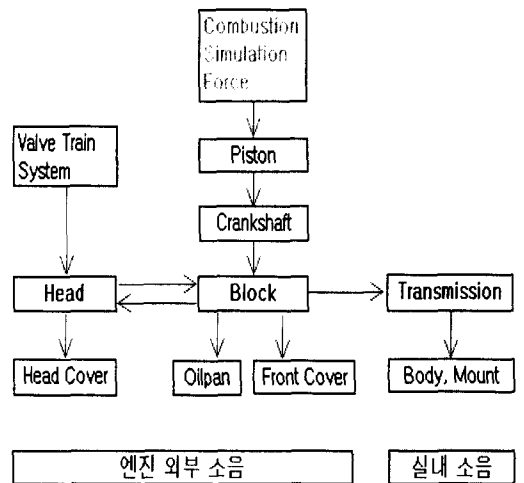 Combustion
Simulation
Force
Valve Train
System
Piston
Crankshaft
Head
Block
Transmission
Head Cover
Oilpan
Front Cover
Body, Mount
엔진 외부 소음
실내 소음